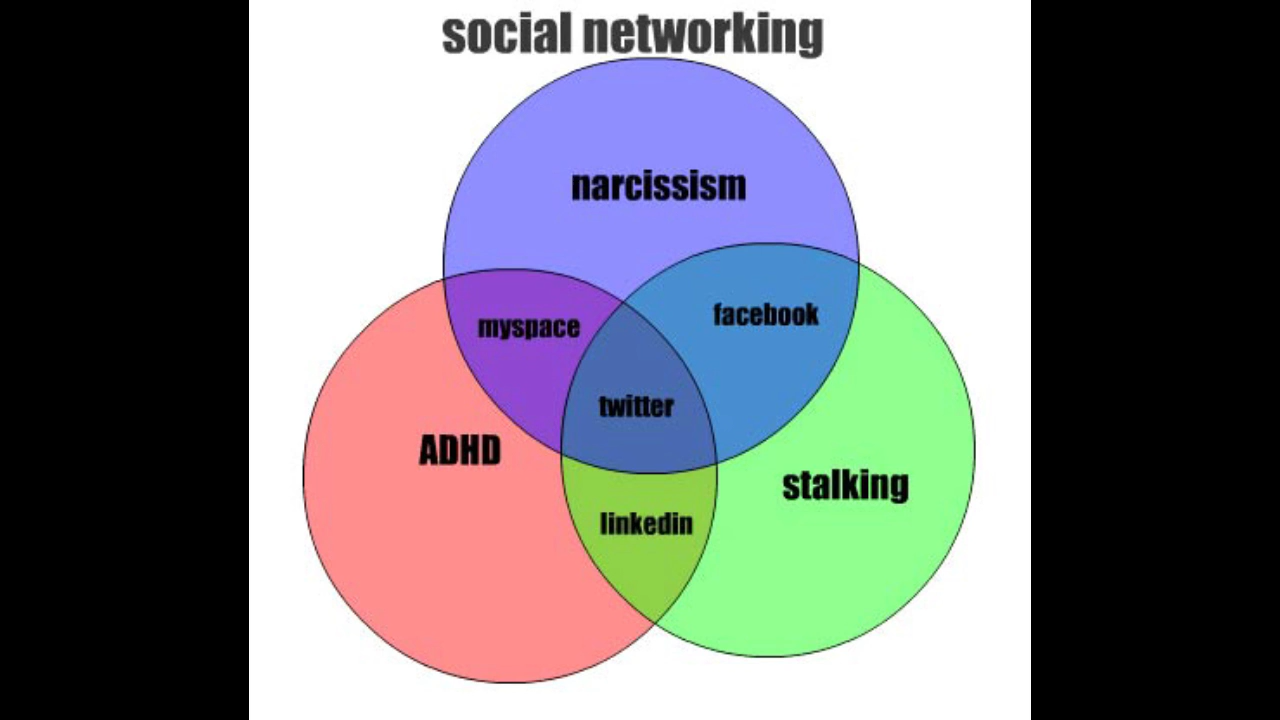 social networking
narcissism
myspace
facebook
twitter
ADHD
stalking
linkedin